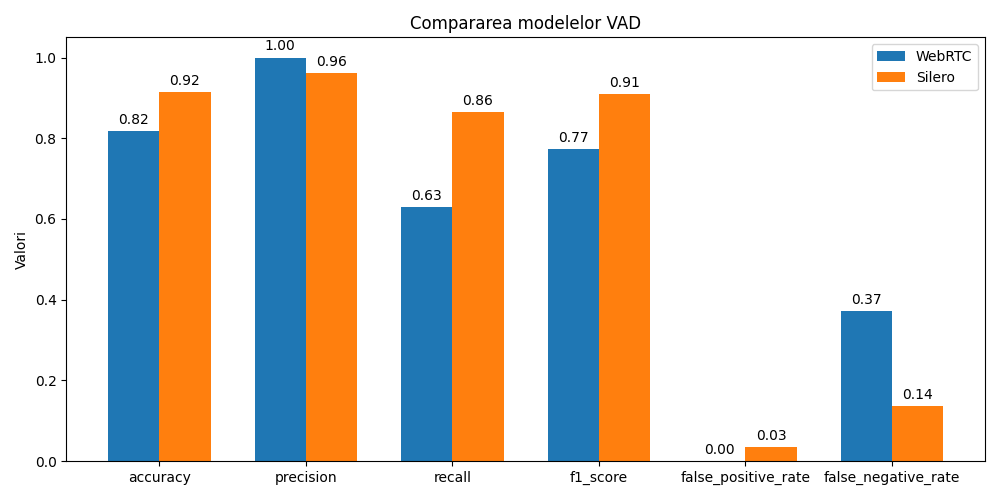 Compararea modelelor VAD
WebRTC
Silero
Valori
1.0
0.8
0.6
0.4
0.2
0.0
0.82
0.92
1.00
0.96
0.63
0.86
0.77
0.91
0.00
0.03
0.37
0.14
accuracy
precision
recall
f1_score
false_positive_rate
false_negative_rate